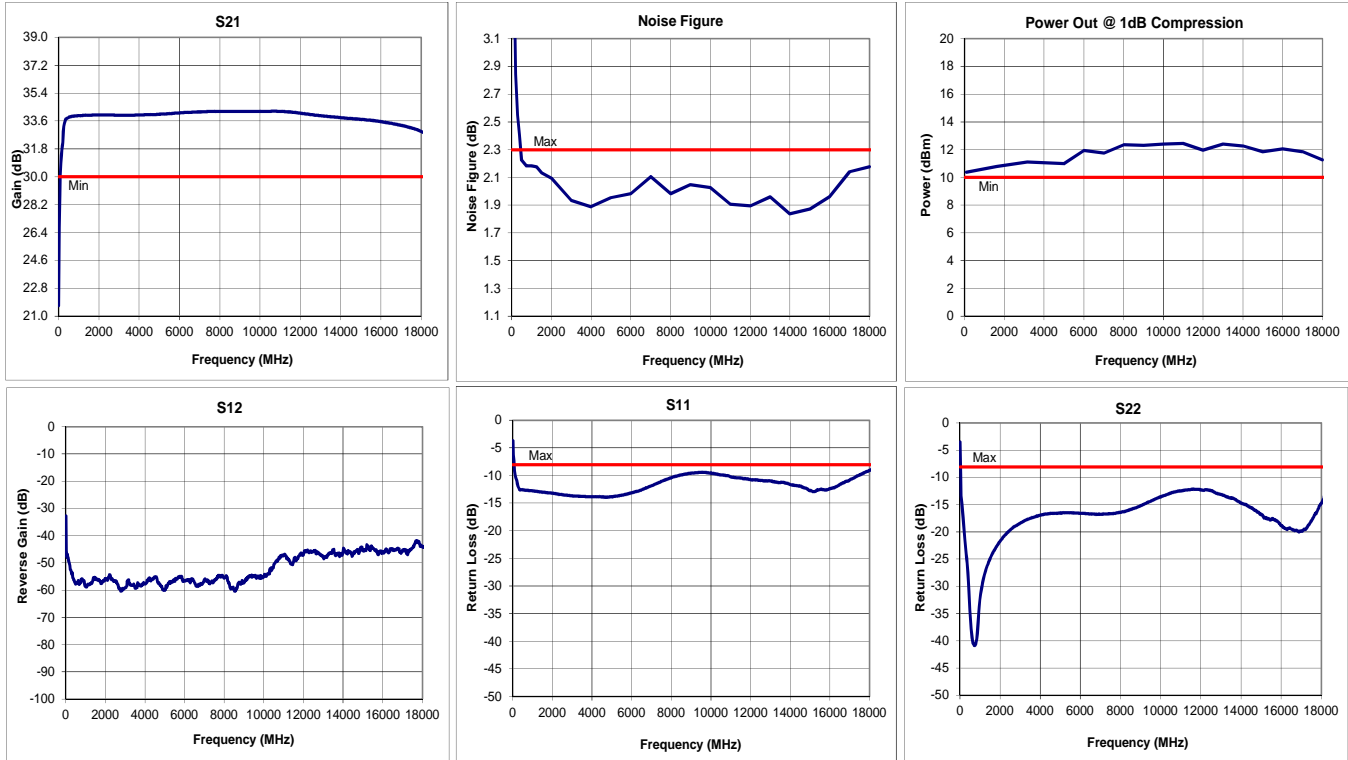 S21
39.0
37.2
35.4
33.6
31.8
30.0
28.2
26.4
24.6
22.8
21.0
Gain (dB)
Min
0 2000 4000 6000 8000 10000 12000 14000 16000 18000
Frequency (MHz)
Noise Figure
3.1
2.9
2.7
2.5
2.3
2.1
1.9
1.7
1.5
1.3
1.1
Noise Figure (dB)
Max
0 2000 4000 6000 8000 10000 12000 14000 16000 18000
Frequency (MHz)
Power Out @ 1dB Compression
20
18
16
14
12
10
8
6
4
2
0
Power (dBm)
Min
0 2000 4000 6000 8000 10000 12000 14000 16000 18000
Frequency (MHz)
S12
0
-10
-20
-30
-40
-50
-60
-70
-80
-90
-100
Reverse Gain (dB)
0 2000 4000 6000 8000 10000 12000 14000 16000 18000
Frequency (MHz)
S11
0
-5
-10
-15
-20
-25
-30
-35
-40
-45
-50
Return Loss (dB)
Max
0 2000 4000 6000 8000 10000 12000 14000 16000 18000
Frequency (MHz)
S22
0
-5
-10
-15
-20
-25
-30
-35
-40
-45
-50
Return Loss (dB)
Max
0 2000 4000 6000 8000 10000 12000 14000 16000 18000
Frequency (MHz)